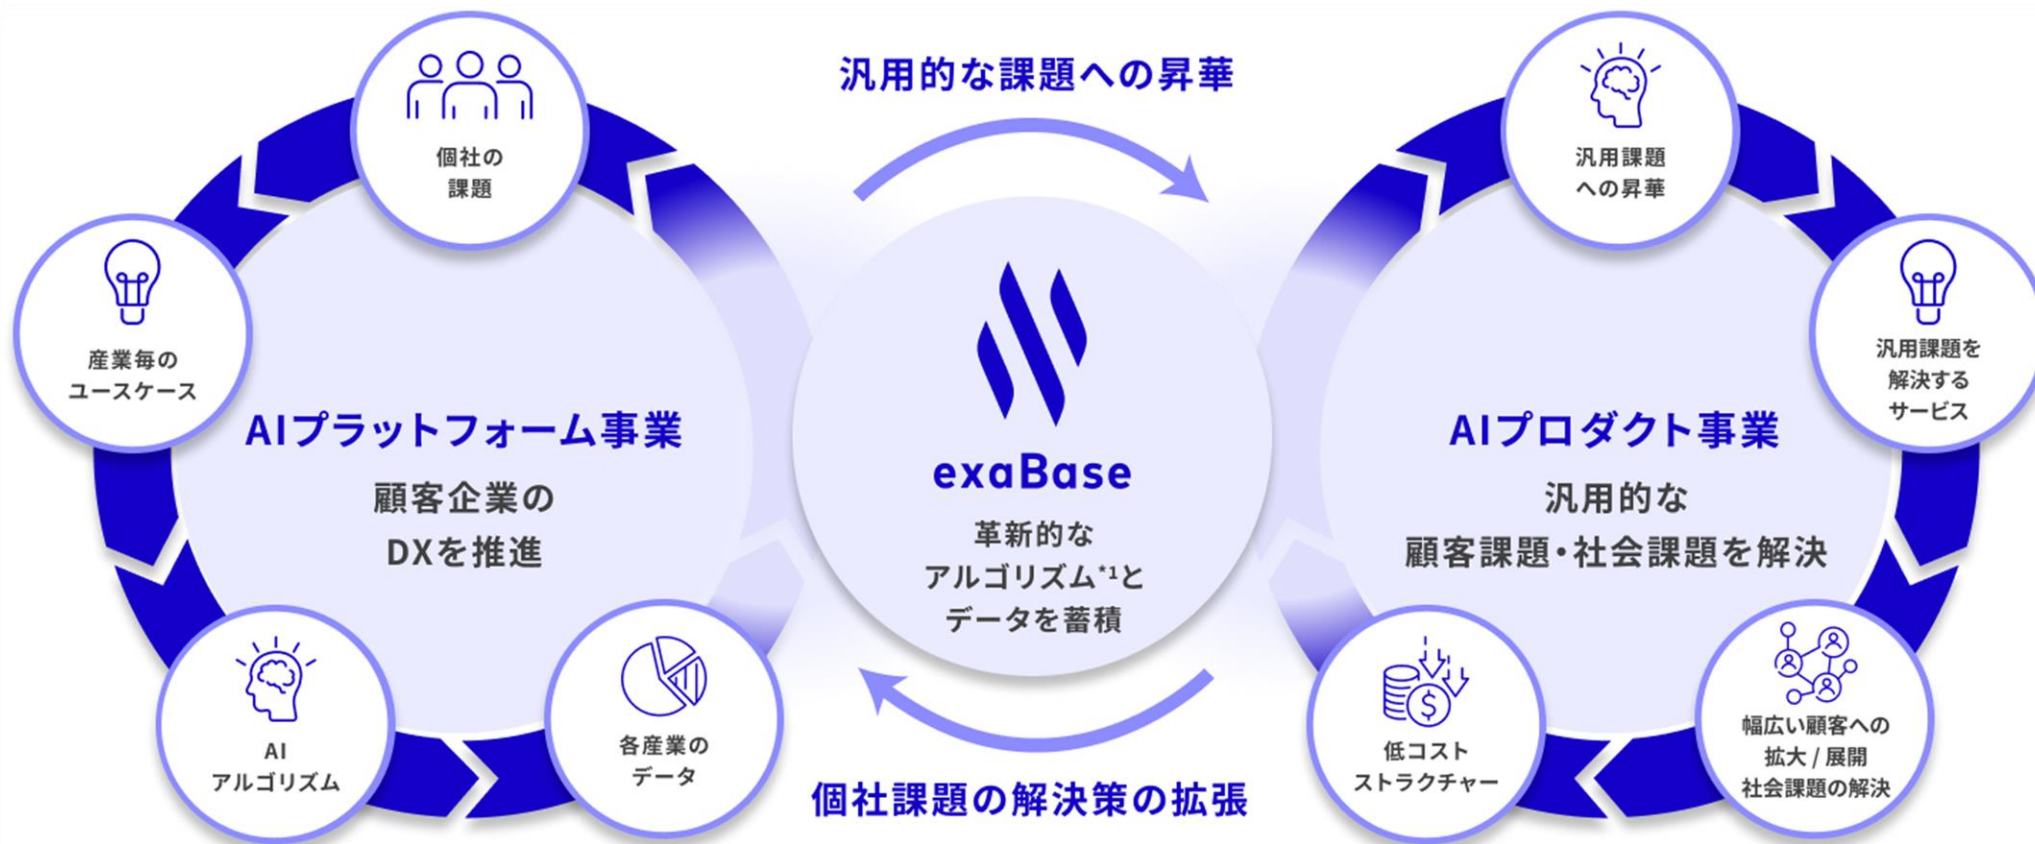 個社の
課題
産業毎の
ユースケース
AIプラットフォーム事業
顧客企業の
DXを推進
AI
アルゴリズム
各産業の
データ
汎用的な課題への昇華
exaBase
革新的な
アルゴリズム*1と
データを蓄積
個社課題の解決策の拡張
汎用課題
への昇華
汎用課題を
解決する
サービス
AIプロダクト事業
汎用的な
顧客課題・社会課題を解決
幅広い顧客への
拡大 / 展開
社会課題の解決
低コスト
ストラクチャー